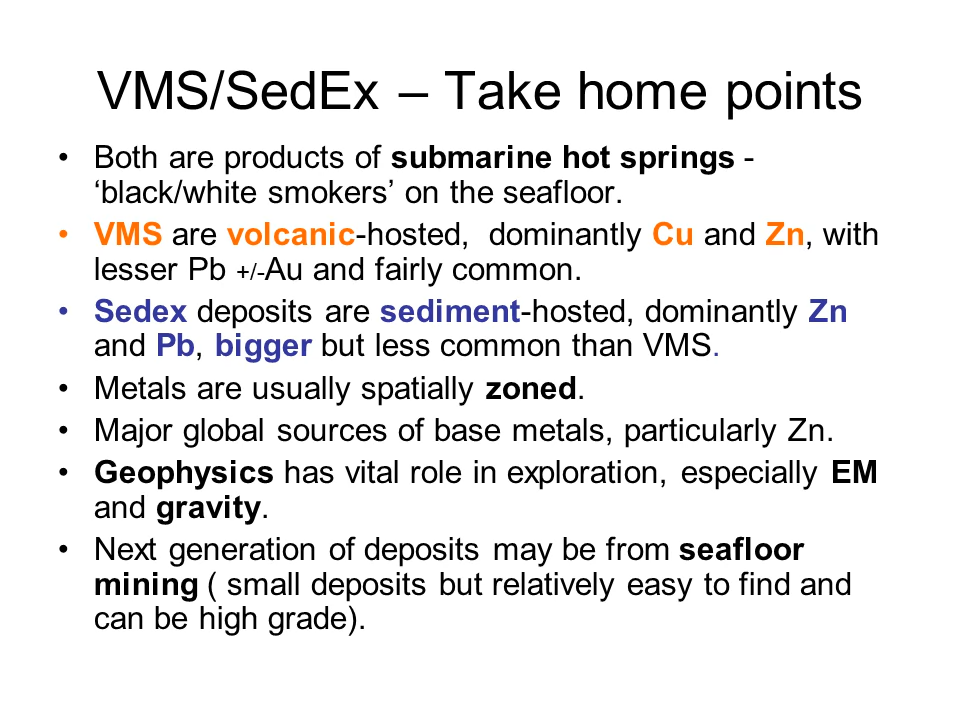 VMS/SedEx – Take home points
• Both are products of submarine hot springs -
‘black/white smokers’ on the seafloor.
• VMS are volcanic-hosted,  dominantly Cu and Zn, with
lesser Pb +/-Au and fairly common.
• Sedex deposits are sediment-hosted, dominantly Zn
and Pb, bigger but less common than VMS.
• Metals are usually spatially zoned.
• Major global sources of base metals, particularly Zn.
• Geophysics has vital role in exploration, especially EM
and gravity.
• Next generation of deposits may be from seafloor
mining ( small deposits but relatively easy to find and
can be high grade).